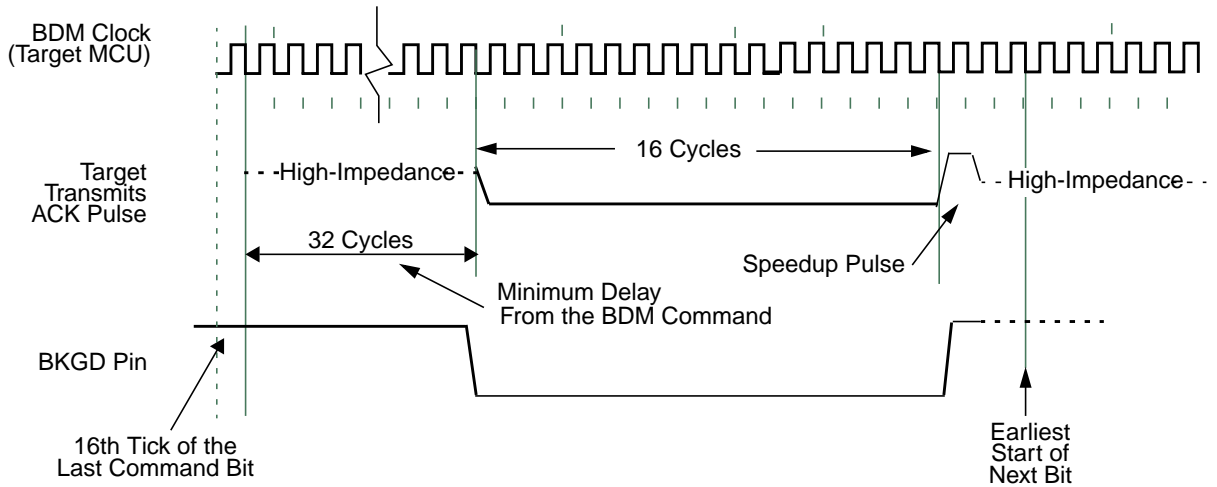 BDM Clock
(Target MCU)
16 Cycles
Target
Transmits
ACK Pulse
High-Impedance
High-Impedance
32 Cycles
Speedup Pulse
Minimum Delay
From the BDM Command
BKGD Pin
16th Tick of the
Last Command Bit
Earliest
Start of
Next Bit